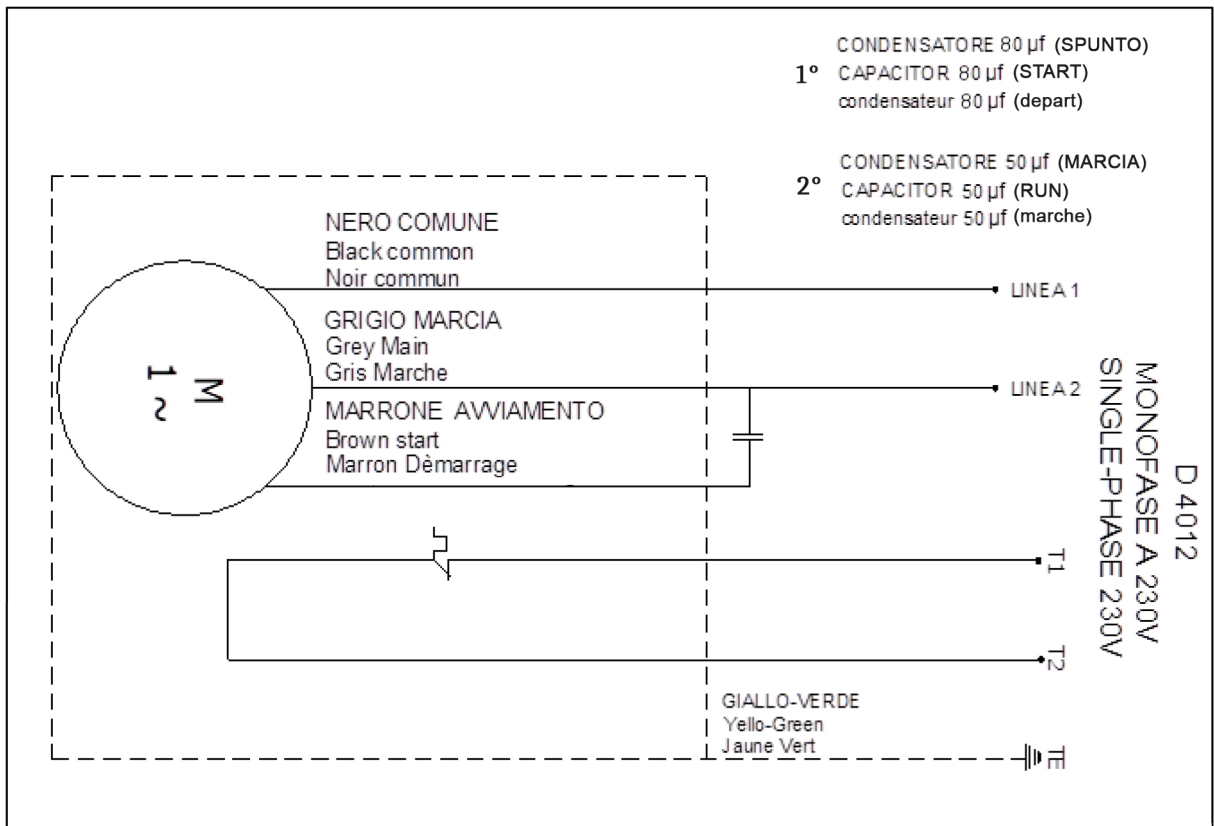 CONDENSATORE 80 µf (SPUNTO)
1° CAPACITOR 80 µf (START)
condensateur 80 µf (depart)
CONDENSATORE 50 µf (MARCIA)
2° CAPACITOR 50 µf (RUN)
condensateur 50 µf (marche)
NERO COMUNE
Black common
Noir commun
LINEA 1
GRIGIO MARCIA
Grey Main
Gris Marche
LINEA 2
MARRONE AVVIAMENTO
Brown start
Marron Dèmarrage
M
1 ~
T1
T2
GIALLO-VERDE
Yello-Green
Jaune Vert
TE
D 4012
MONOFASE A 230V
SINGLE-PHASE 230V